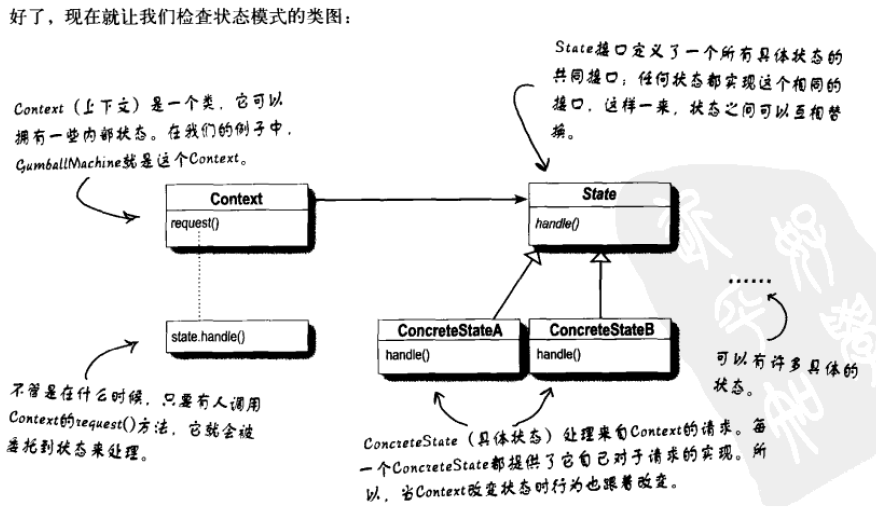 好了，现在就让我们检查状态模式的类图：
State接口定义了一个所有具体状态的
共同接口；任何状态都实现这个相同的
接口，这样一来，状态之间可以互相替
换。
Context（上下文）是一个类，它可以
拥有一些内部状态。在我们的例子中，
GumballMachine就是这个Context。
Context
request()
State
handle()
state.handle()
ConcreteStateA
handle()
ConcreteStateB
handle()
······
可以有许多具体的
状态。
不管是在什么时候，只要有人调用
Context的request()方法，它就会被
委托到状态来处理。
ConcreteState（具体状态）处理来自Context的请求。每
一个ConcreteState都提供了它自己对于请求的实现。所
以，当Context改变状态时行为也跟着改变。